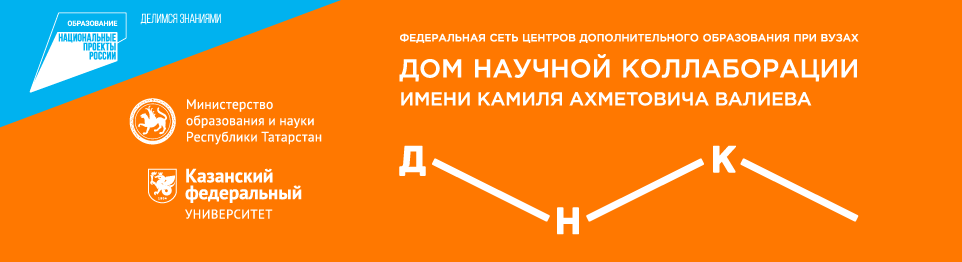 ОБРАЗОВАНИЕ
НАЦИОНАЛЬНЫЕ
ПРОЕКТЫ
РОССИИ
ДЕЛИМСЯ ЗНАНИЯМИ
Министерство
образования и науки
Республики Татарстан
Казанский
федеральный
УНИВЕРСИТЕТ
ФЕДЕРАЛЬНАЯ СЕТЬ ЦЕНТРОВ ДОПОЛНИТЕЛЬНОГО ОБРАЗОВАНИЯ ПРИ ВУЗАХ
ДОМ НАУЧНОЙ КОЛЛАБОРАЦИИ
ИМЕНИ КАМИЛЯ АХМЕТОВИЧА ВАЛИЕВА
Д
Н
К